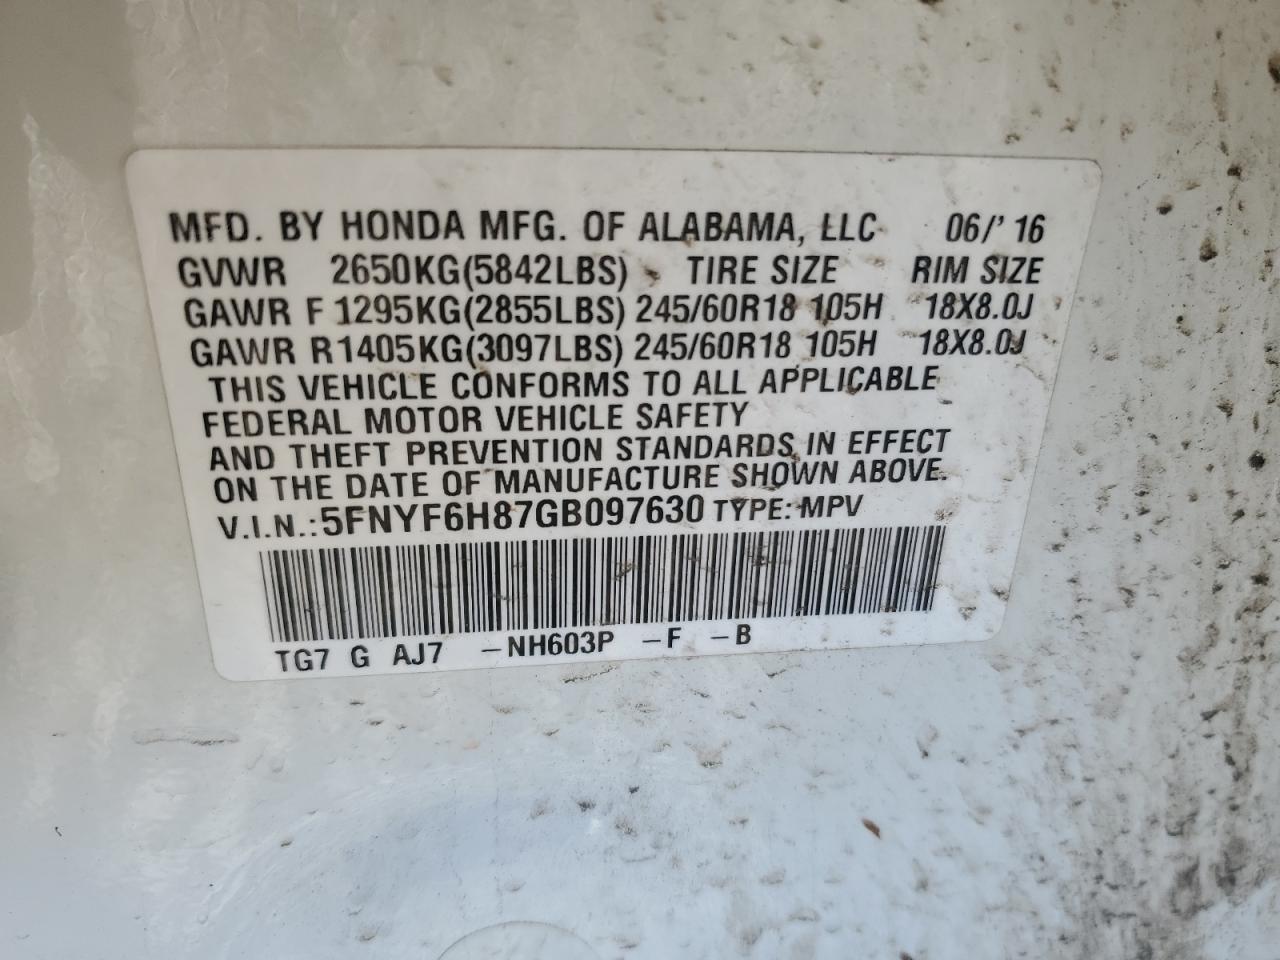 MFD. BY HONDA MFG. OF ALABAMA, LLC 06/'16
GVWR 2650KG(5842LBS) TIRE SIZE RIM SIZE
GAWR F 1295KG(2855LBS) 245/60R18 105H 18X8.0J
GAWR R 1405KG(3097LBS) 245/60R18 105H 18X8.0J
THIS VEHICLE CONFORMS TO ALL APPLICABLE
FEDERAL MOTOR VEHICLE SAFETY
AND THEFT PREVENTION STANDARDS IN EFFECT
ON THE DATE OF MANUFACTURE SHOWN ABOVE.
V.I.N.: 5FNYF6H87GB097630 TYPE: MPV
TG7 G AJ7 -NH603P -F -B